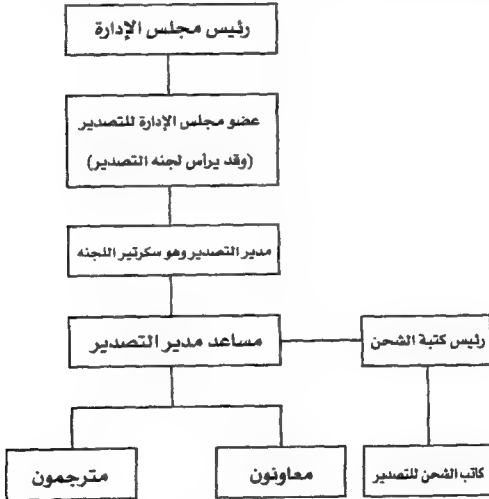 رئيس مجلس الإدارة
عضو مجلس الإدارة للتصدير
(وقد يرأس لجنه التصدير)
مدير التصدير وهو سكرتير اللجنه
مساعد مدير التصدير
رئيس كتبة الشحن
كاتب الشحن للتصدير
معاونون
مترجمون